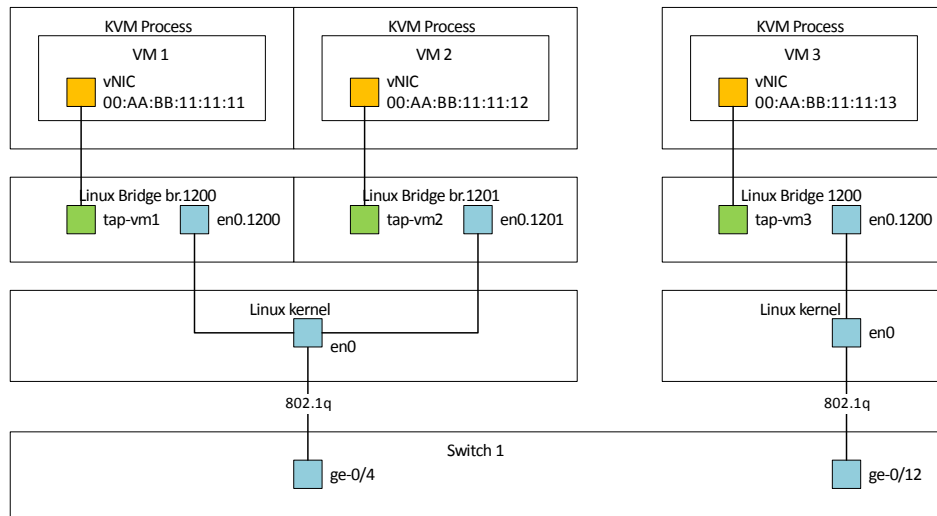 KVM Process
KVM Process
KVM Process
VM 1
VM 2
VM 3
vNIC
00:AA:BB:11:11:11
vNIC
00:AA:BB:11:11:12
vNIC
00:AA:BB:11:11:13
Linux Bridge br.1200
Linux Bridge br.1201
Linux Bridge 1200
tap-vm1
en0.1200
tap-vm2
en0.1201
tap-vm3
en0.1200
Linux kernel
Linux kernel
en0
en0
802.1q
802.1q
Switch 1
ge-0/4
ge-0/12